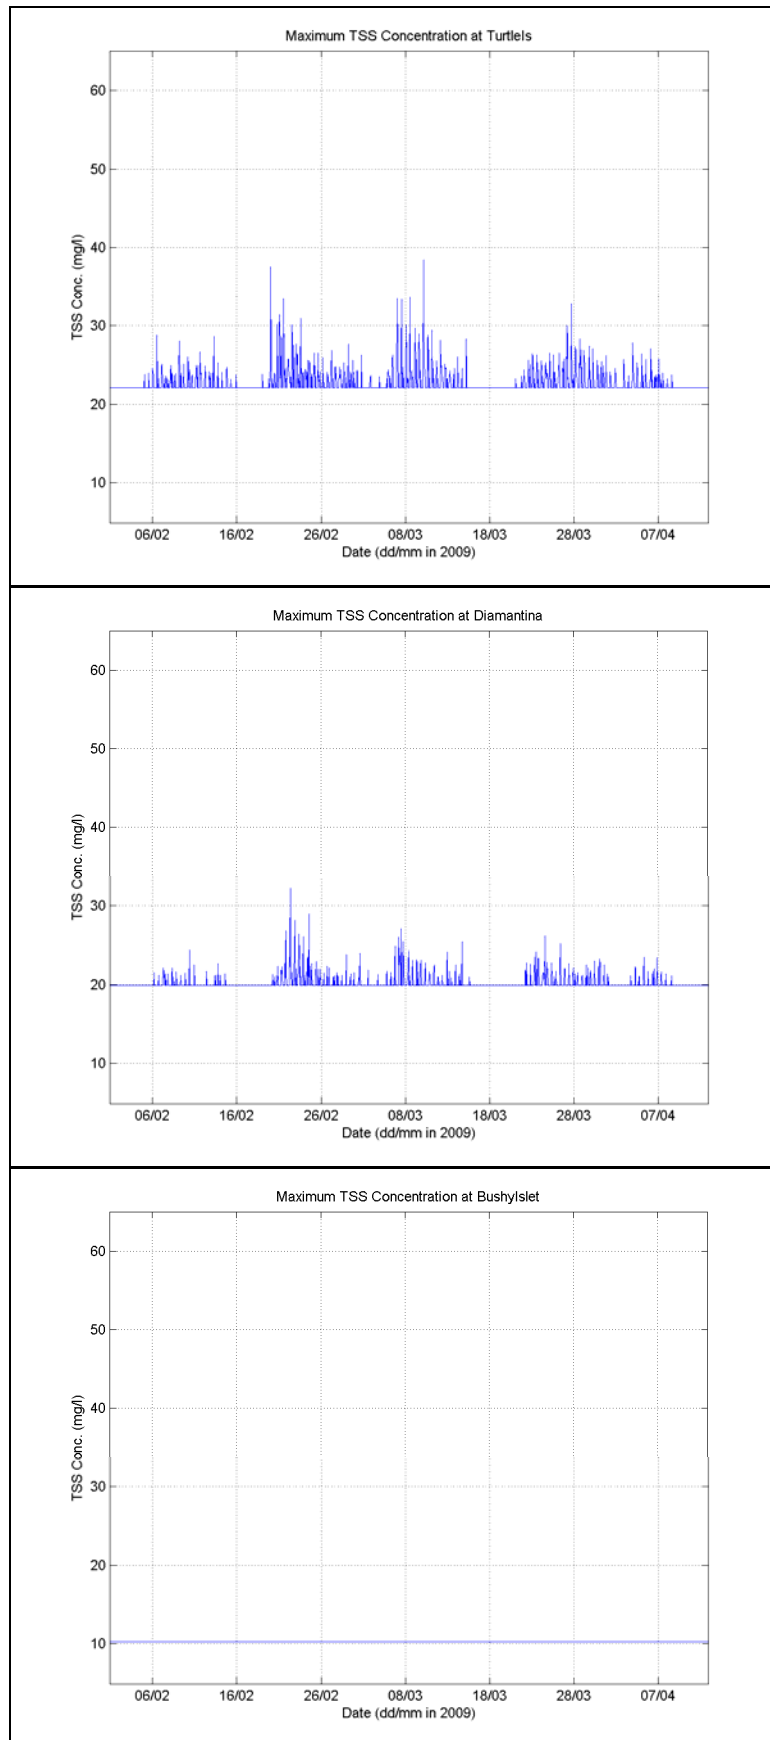 Maximum TSS Concentration at TurtleIs
60
50
40
30
20
10
TSS Conc. (mg/l)
06/02 16/02 26/02 08/03 18/03 28/03 07/04
Date (dd/mm in 2009)
Maximum TSS Concentration at Diamantina
60
50
40
30
20
10
TSS Conc. (mg/l)
06/02 16/02 26/02 08/03 18/03 28/03 07/04
Date (dd/mm in 2009)
Maximum TSS Concentration at BushyIslet
60
50
40
30
20
10
TSS Conc. (mg/l)
06/02 16/02 26/02 08/03 18/03 28/03 07/04
Date (dd/mm in 2009)